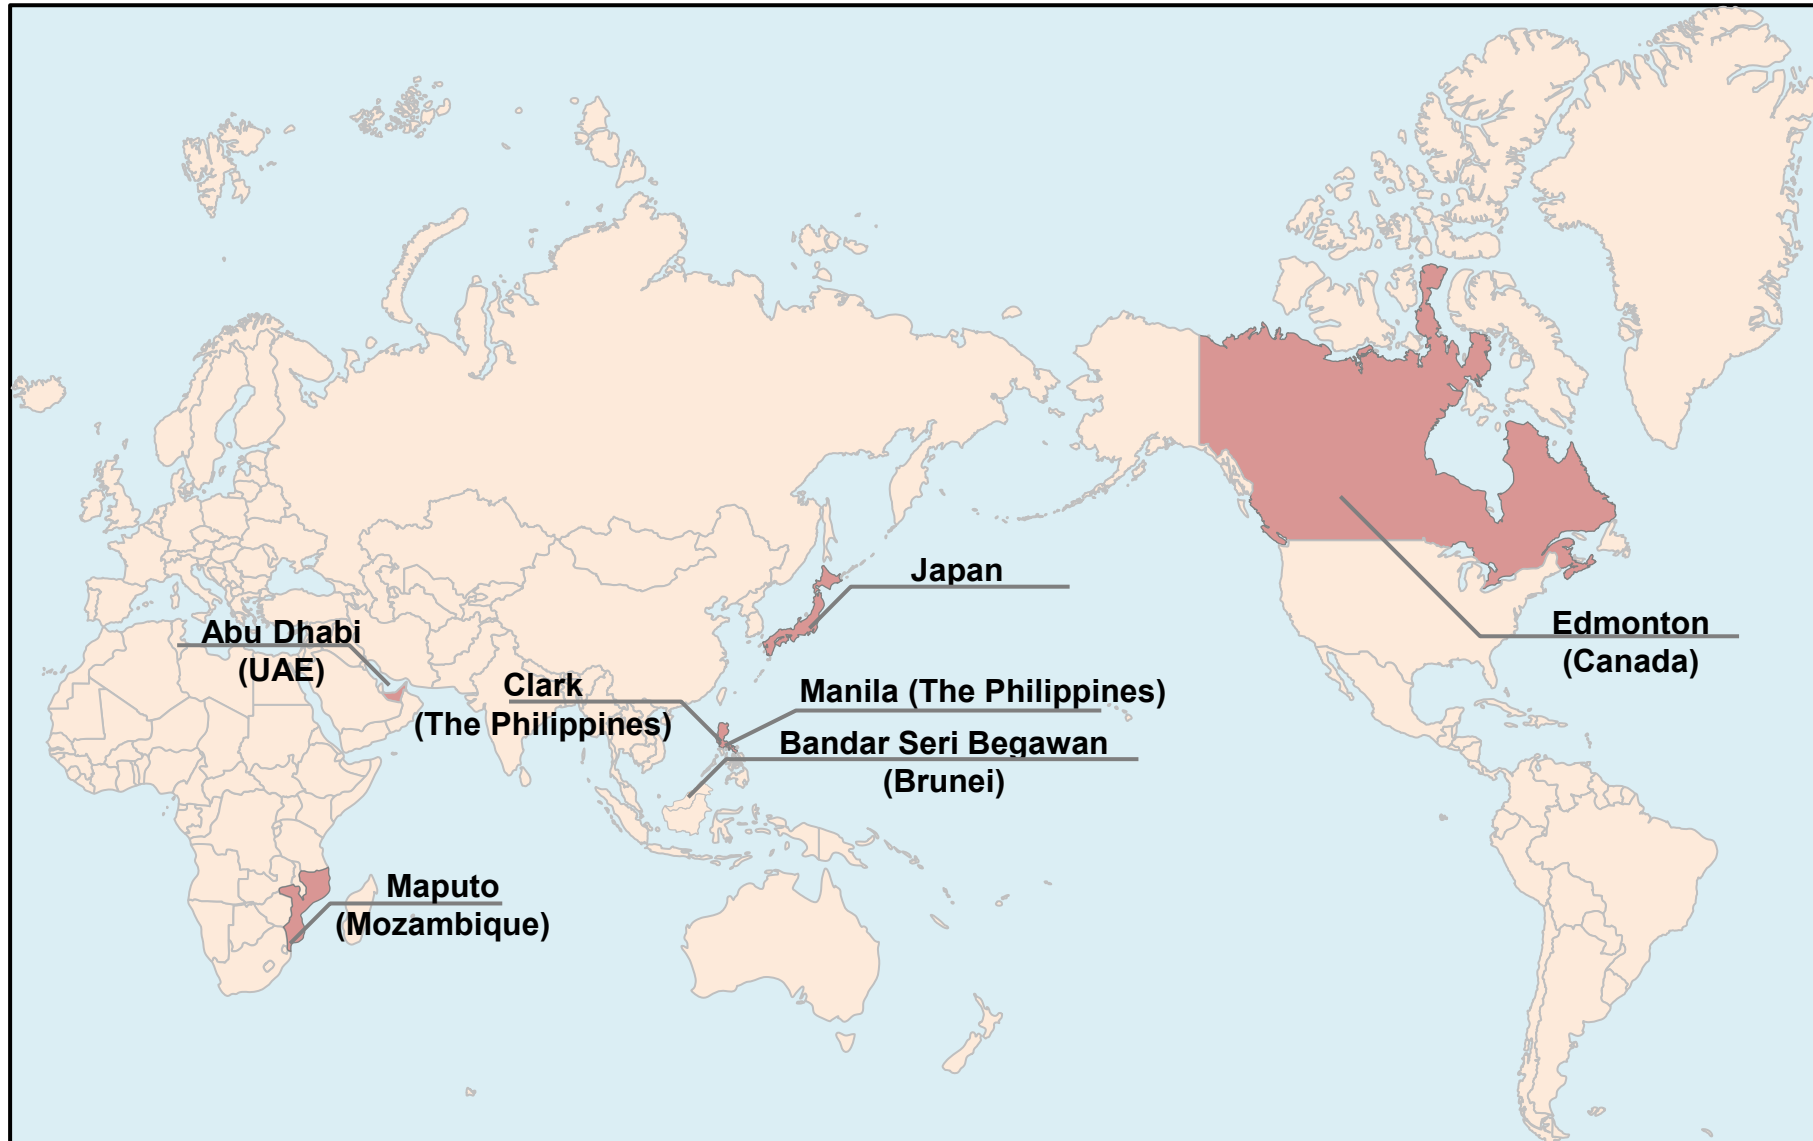 Japan
Edmonton
(Canada)
Abu Dhabi
(UAE)
Clark
(The Philippines)
Manila (The Philippines)
Bandar Seri Begawan
(Brunei)
Maputo
(Mozambique)